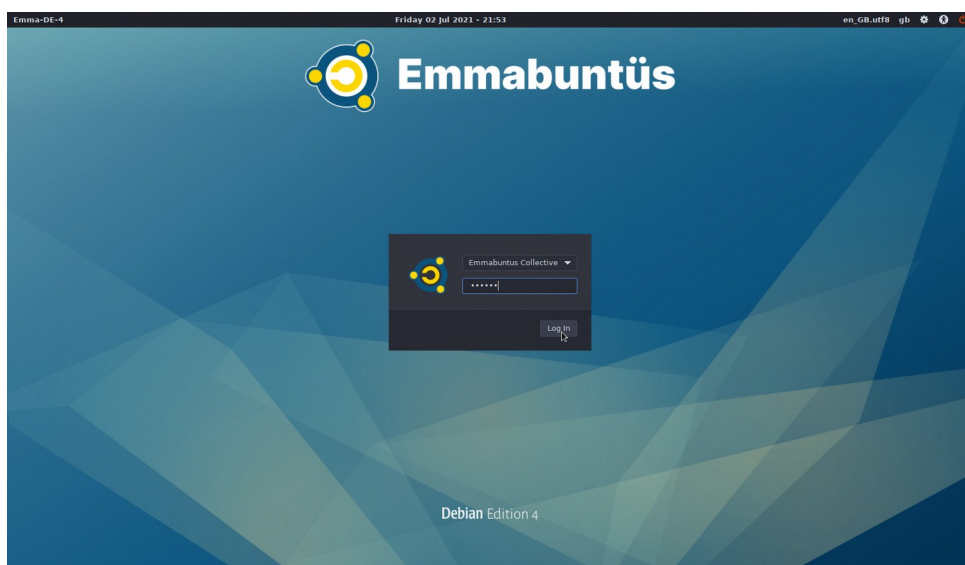 Emma-DE-4 Friday 02 Jul 2021 - 21:53 en_GB.utf8 gb
Emmabuntüs
Emmabuntus Collective
••••••
Log In
Debian Edition 4